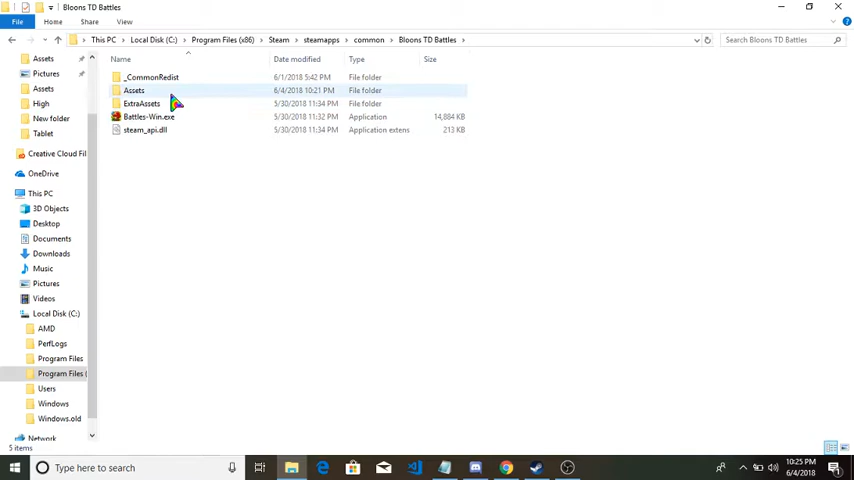 Bloons TD Battles
File Home Share View
This PC Local Disk (C:) Program Files (x86) Steam steamapps common Bloons TD Battles Search Bloons TD Battles
Name Date modified Type Size
_CommonRedist 6/1/2018 5:42 PM File folder
Assets 6/4/2018 10:21 PM File folder
ExtraAssets 5/30/2018 11:34 PM File folder
Battles-Win.exe 5/30/2018 11:32 PM Application 14,884 KB
steam_api.dll 5/30/2018 11:34 PM Application extens 213 KB
Assets
Pictures
Assets
High
New folder
Tablet
Creative Cloud Fil
OneDrive
This PC
3D Objects
Desktop
Documents
Downloads
Music
Pictures
Videos
Local Disk (C:)
AMD
PerfLogs
Program Files
Program Files (
Users
Windows
Windows.old
Network
5 items
Type here to search
10:25 PM
6/4/2018